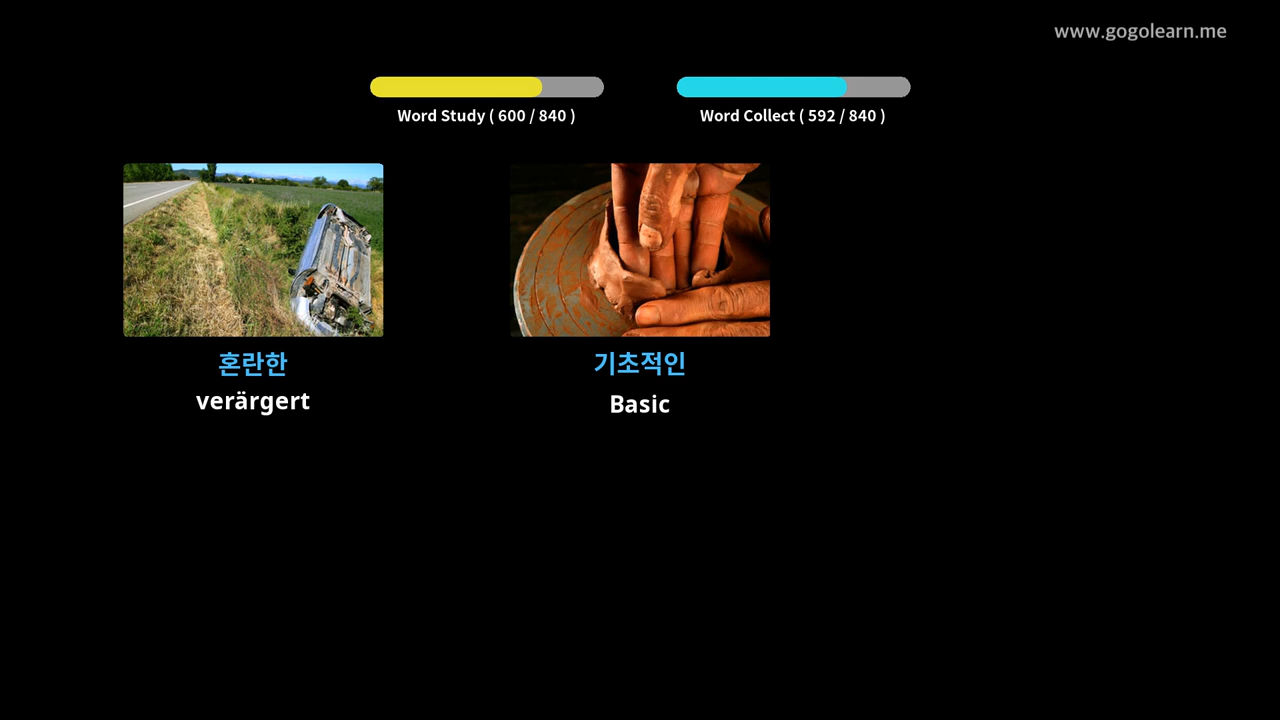 www.gogolearn.me
Word Study ( 600 / 840 )
Word Collect ( 592 / 840 )
혼란한
verärgert
기초적인
Basic